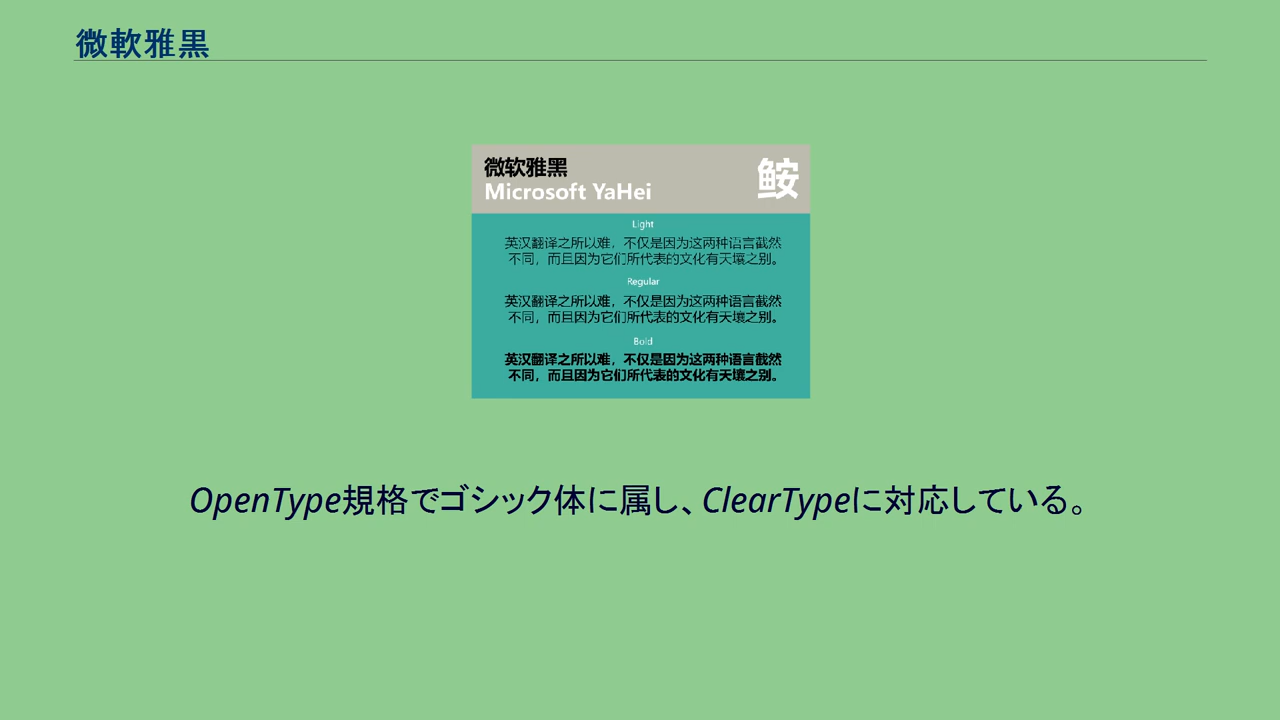 微軟雅黒
微软雅黑
Microsoft YaHei
鮟
Light
英汉翻译之所以难，不仅是因为这两种语言截然
不同，而且因为它们所代表的文化有天壤之别。
Regular
英汉翻译之所以难，不仅是因为这两种语言截然
不同，而且因为它们所代表的文化有天壤之别。
Bold
英汉翻译之所以难，不仅是因为这两种语言截然
不同，而且因为它们所代表的文化有天壤之别。
OpenType規格でゴシック体に属し、ClearTypeに対応している。